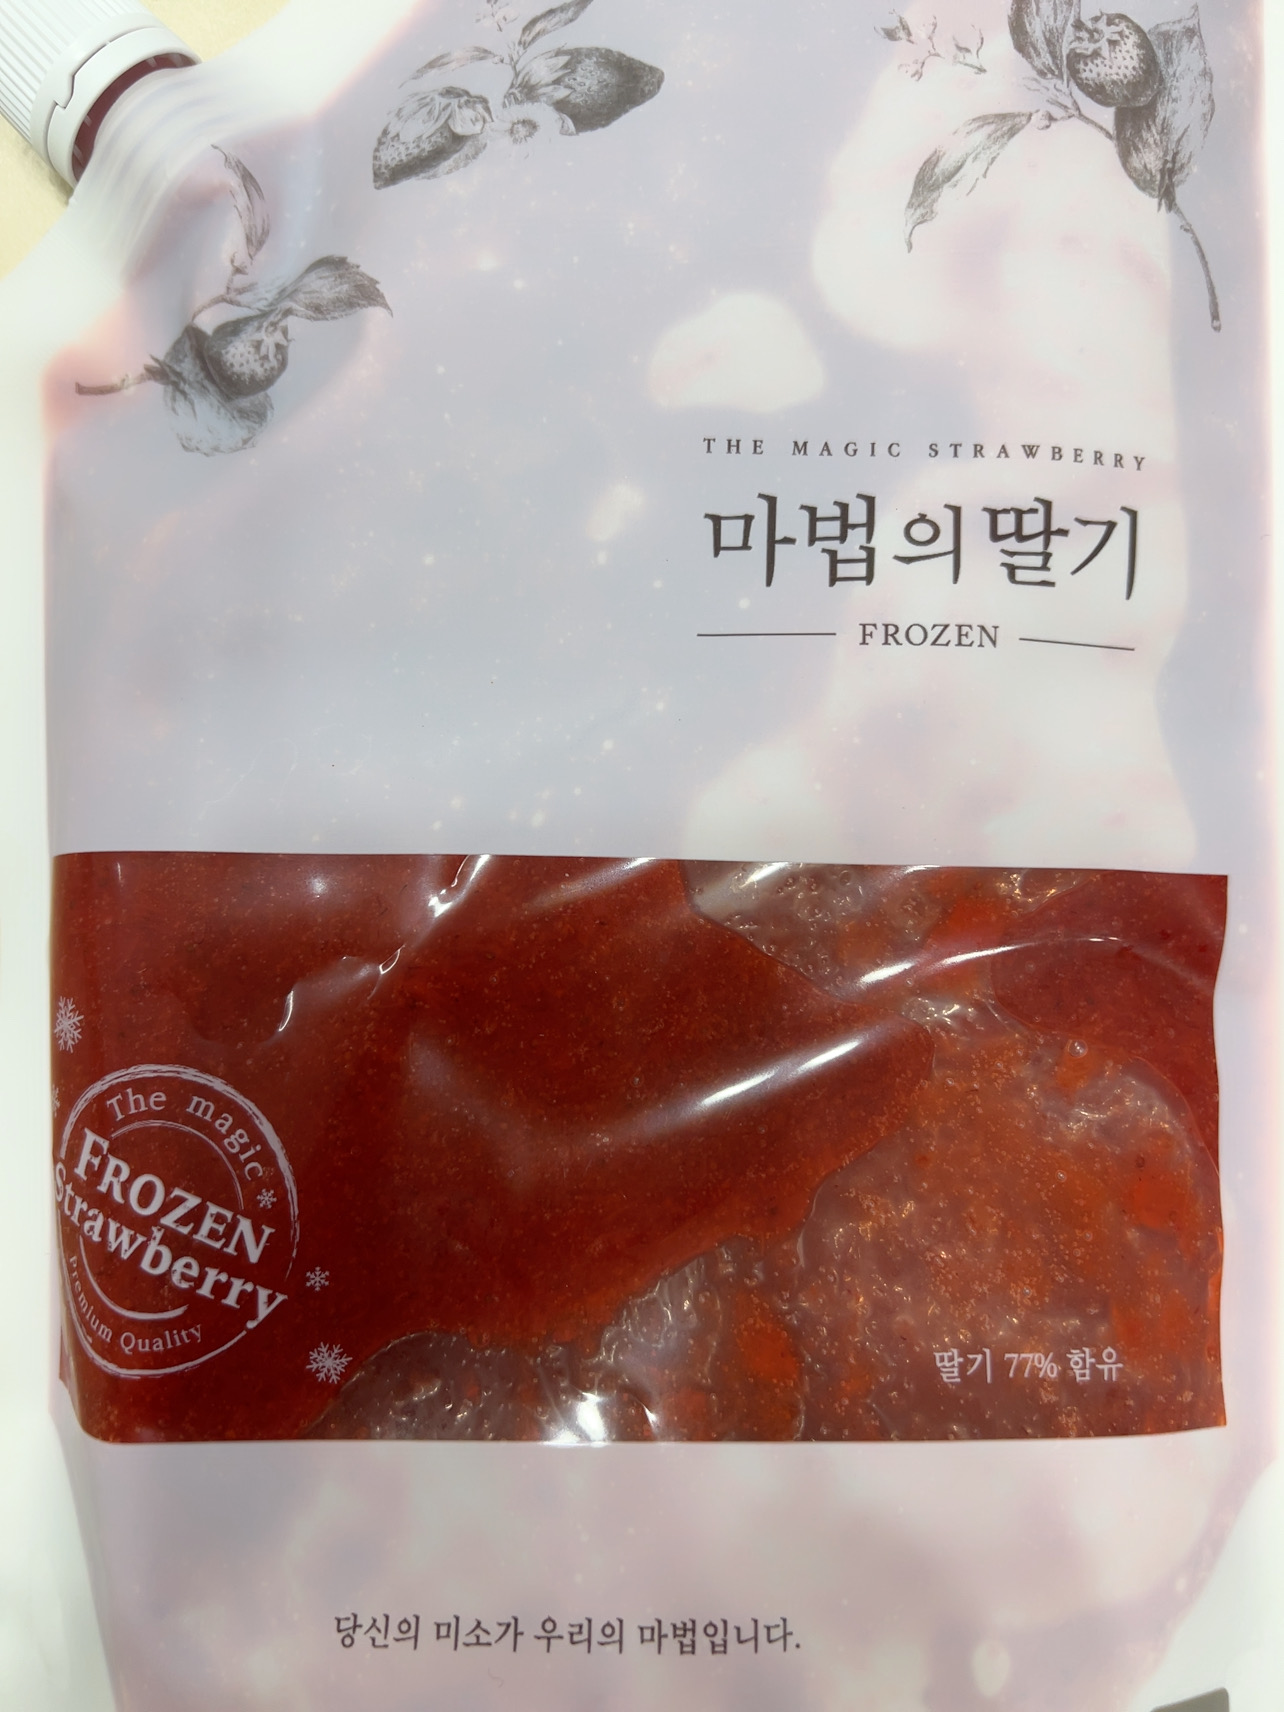 THE MAGIC STRAWBERRY
마법의딸기
FROZEN
The magic
FROZEN
Strawberry
Premium Quality
딸기 77% 함유
당신의 미소가 우리의 마법입니다.